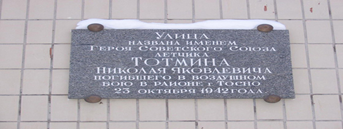 Улица
названа именем
Героя Советского Союза
летчика
Тотмина
Николая Яковлевича
погибшего в воздушном
бою в районе г. Тосно
23 октября 1942 года